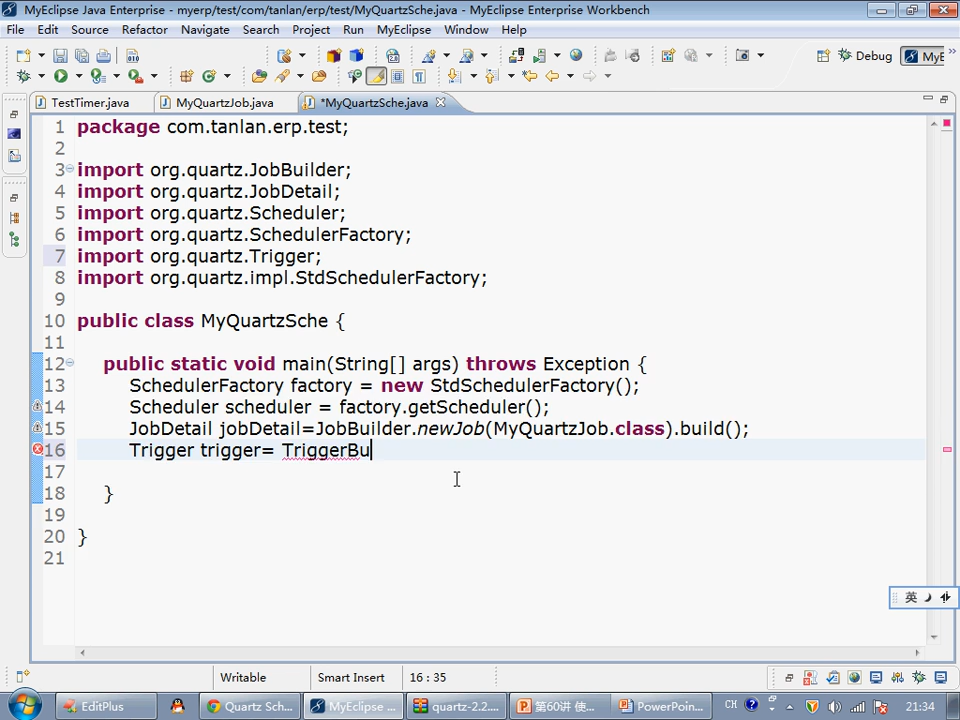 MyEclipse Java Enterprise - myerp/test/com/tanlan/erp/test/MyQuartzSche.java - MyEclipse Enterprise Workbench
File Edit Source Refactor Navigate Search Project Run MyEclipse Window Help
Debug MyE
TestTimer.java MyQuartzJob.java *MyQuartzSche.java
1 package com.tanlan.erp.test;
2
3 import org.quartz.JobBuilder;
4 import org.quartz.JobDetail;
5 import org.quartz.Scheduler;
6 import org.quartz.SchedulerFactory;
7 import org.quartz.Trigger;
8 import org.quartz.impl.StdSchedulerFactory;
9
10 public class MyQuartzSche {
11
12 public static void main(String[] args) throws Exception {
13 SchedulerFactory factory = new StdSchedulerFactory();
14 Scheduler scheduler = factory.getScheduler();
15 JobDetail jobDetail=JobBuilder.newJob(MyQuartzJob.class).build();
16 Trigger trigger= TriggerBu
17
18 }
19
20 }
21
英
Writable Smart Insert 16 : 35
EditPlus Quartz Sch... MyEclipse ... quartz-2.2.... 第60讲 使... PowerPoin... CH 21:34